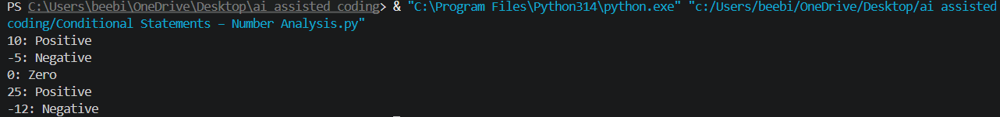 PS C:\Users\beebi\OneDrive\Desktop\ai assisted coding> & "C:\Program Files\Python314\python.exe" "c:/Users/beebi/OneDrive/Desktop/ai assisted
coding/Conditional Statements – Number Analysis.py"
10: Positive
-5: Negative
0: Zero
25: Positive
-12: Negative